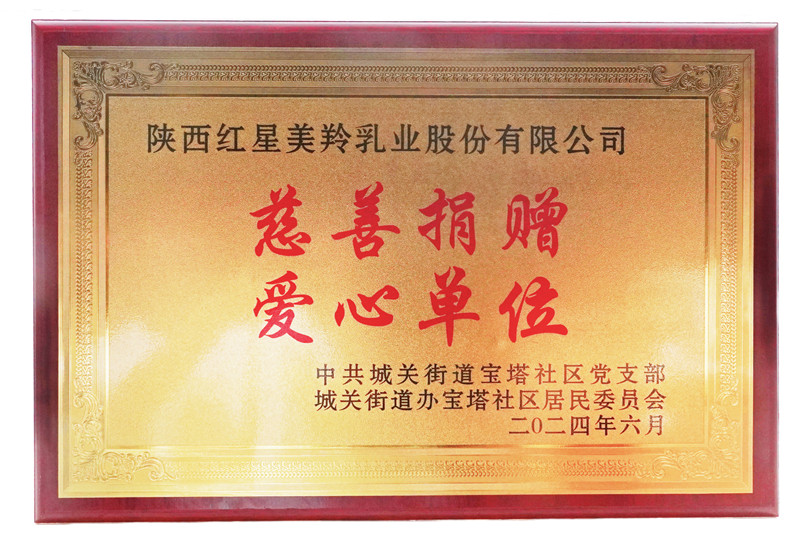 陕西红星美羚乳业股份有限公司
慈善捐赠
爱心单位
中共城关街道宝塔社区党支部
城关街道办宝塔社区居民委员会
二〇二四年六月